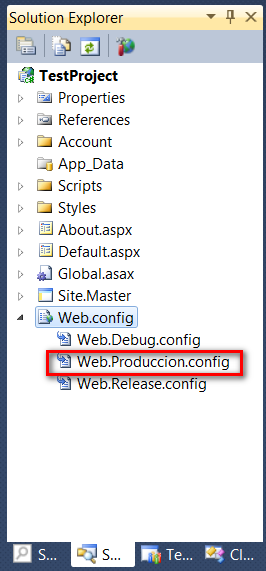 Solution Explorer
TestProject
Properties
References
Account
App_Data
Scripts
Styles
About.aspx
Default.aspx
Global.asax
Site.Master
Web.config
Web.Debug.config
Web.Produccion.config
Web.Release.config
S... S... Te... Cl...